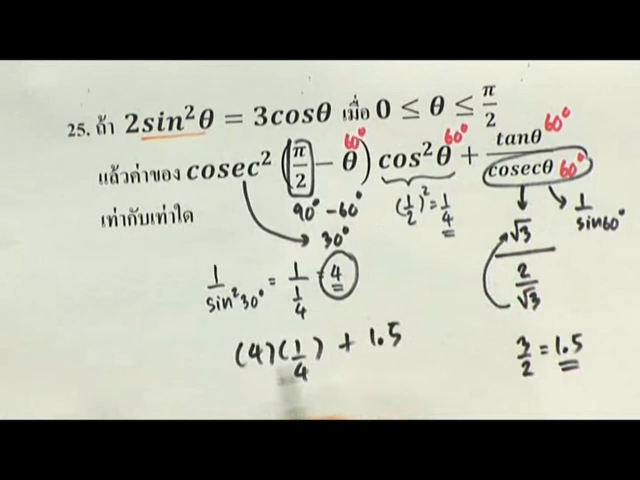 25. ถ้า 2sin²θ = 3cosθ เมื่อ 0 ≤ θ ≤ π/2
60° 60° 60°
แล้วค่าของ cosec²(π/2 − θ) cos²θ + tanθ/cosecθ 60°
เท่ากับเท่าใด
90° - 60° (1/2)² = 1/4 √3 1/sin60°
30°
1/sin²30° = 1/(1/4) = 4 2/√3
(4)(1/4) + 1.5 3/2 = 1.5